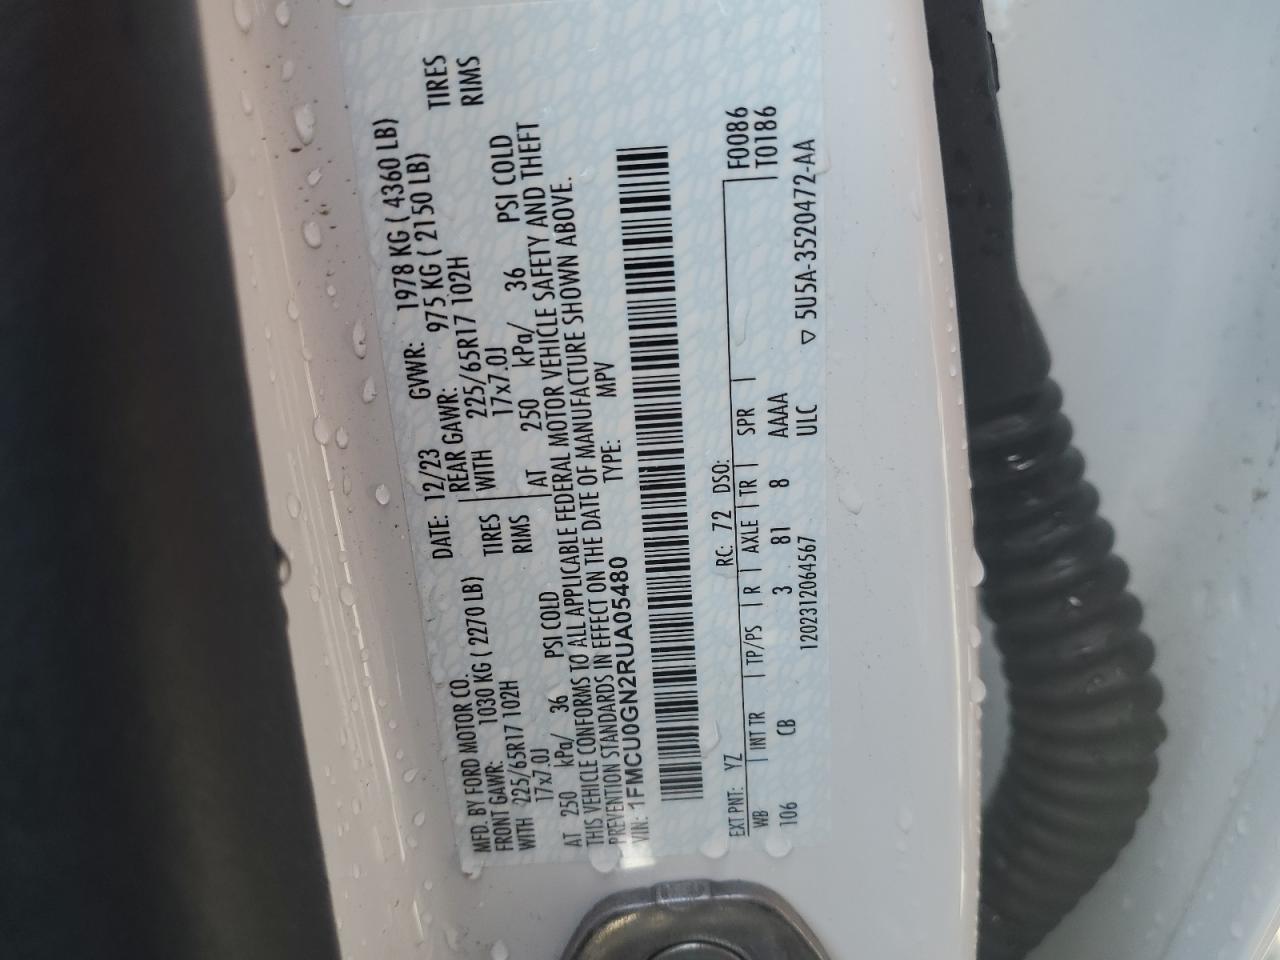 MFD. BY FORD MOTOR CO. DATE: 12/23 GVWR: 1978 KG ( 4360 LB)
FRONT GAWR: 1030 KG ( 2270 LB) REAR GAWR: 975 KG ( 2150 LB)
WITH 225/65R17 102H TIRES WITH 225/65R17 102H TIRES
17x7.0J RIMS 17x7.0J RIMS
AT 250 kPa/ 36 PSI COLD AT 250 kPa/ 36 PSI COLD
THIS VEHICLE CONFORMS TO ALL APPLICABLE FEDERAL MOTOR VEHICLE SAFETY AND THEFT
PREVENTION STANDARDS IN EFFECT ON THE DATE OF MANUFACTURE SHOWN ABOVE.
VIN: 1FMCU0GN2RUA05480 TYPE: MPV
EXT PNT: YZ RC: 72 DSO: F0086
WB INT TR TP/PS R AXLE TR SPR T0186
106 CB 3 81 8 AAAA
1202312064567 ULC ▽ 5U5A-3520472-AA